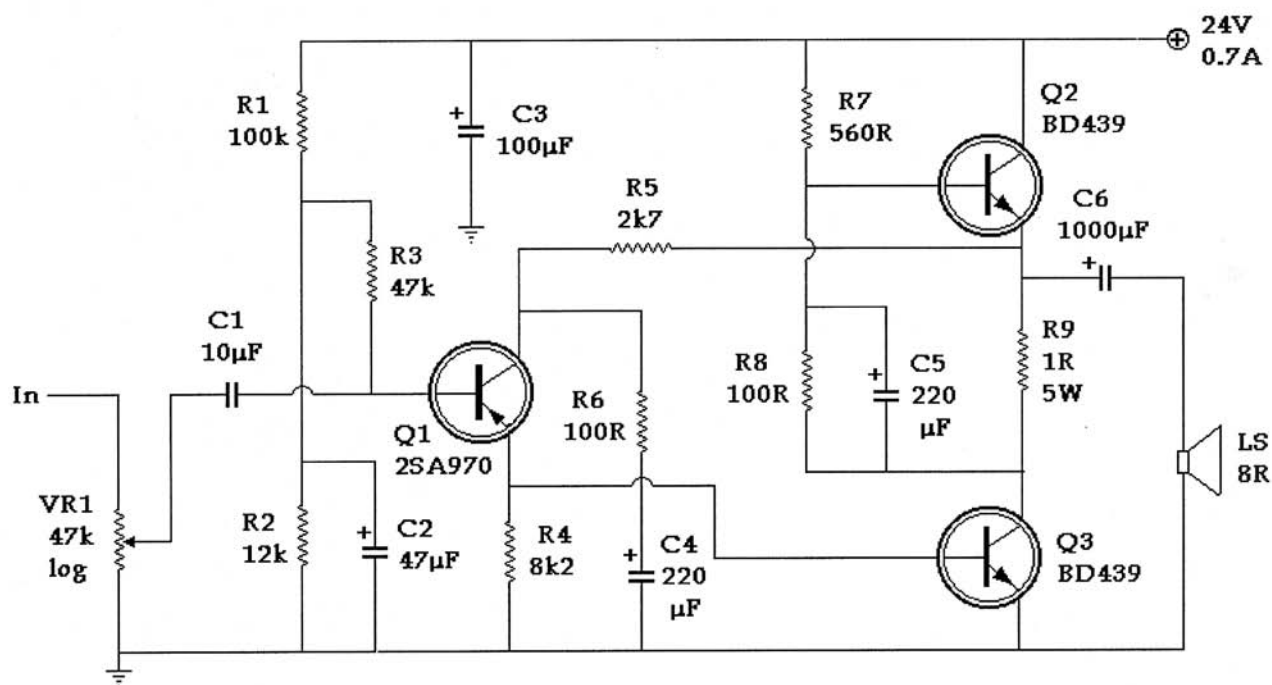 24V
0.7A
R1
100k
C3
100µF
R7
560R
Q2
BD439
R5
2k7
C6
1000µF
R3
47k
C1
10µF
R9
1R
5W
R8
100R
C5
220
µF
In
R6
100R
Q1
2SA970
LS
8R
VR1
47k
log
R2
12k
C2
47µF
R4
8k2
C4
220
µF
Q3
BD439